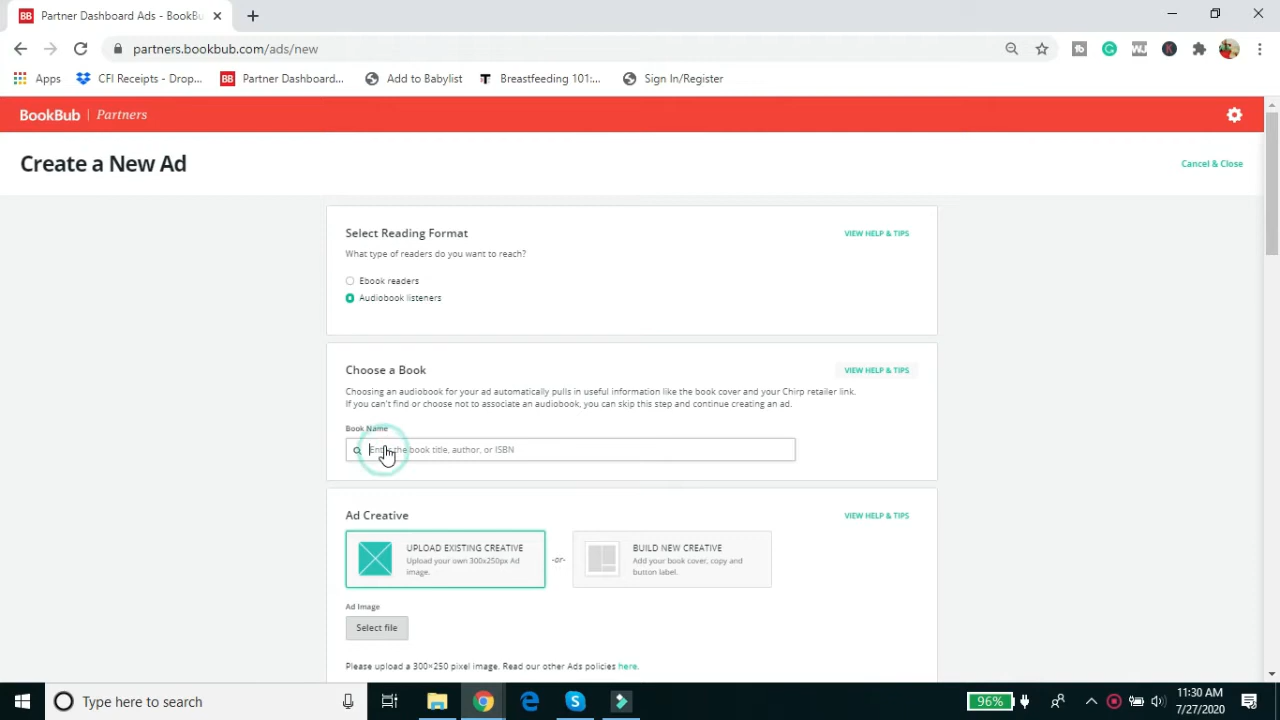 Partner Dashboard Ads - BookBu
partners.bookbub.com/ads/new
Apps
CFI Receipts - Drop...
BB
Partner Dashboard...
Add to Babylist
Breastfeeding 101:...
Sign In/Register
BookBub | Partners
Create a New Ad
Cancel & Close
Select Reading Format
VIEW HELP & TIPS
What type of readers do you want to reach?
Ebook readers
Audiobook listeners
Choose a Book
VIEW HELP & TIPS
Choosing an audiobook for your ad automatically pulls in useful information like the book cover and your Chirp retailer link.
If you can't find or choose not to associate an audiobook, you can skip this step and continue creating an ad.
Book Name
the book title, author, or ISBN
Ad Creative
VIEW HELP & TIPS
UPLOAD EXISTING CREATIVE
Upload your own 300x250px Ad
image.
-or-
BUILD NEW CREATIVE
Add your book cover, copy and
button label.
Ad Image
Select file
Please upload a 300×250 pixel image. Read our other Ads policies here.
Type here to search
96%
11:30 AM
7/27/2020